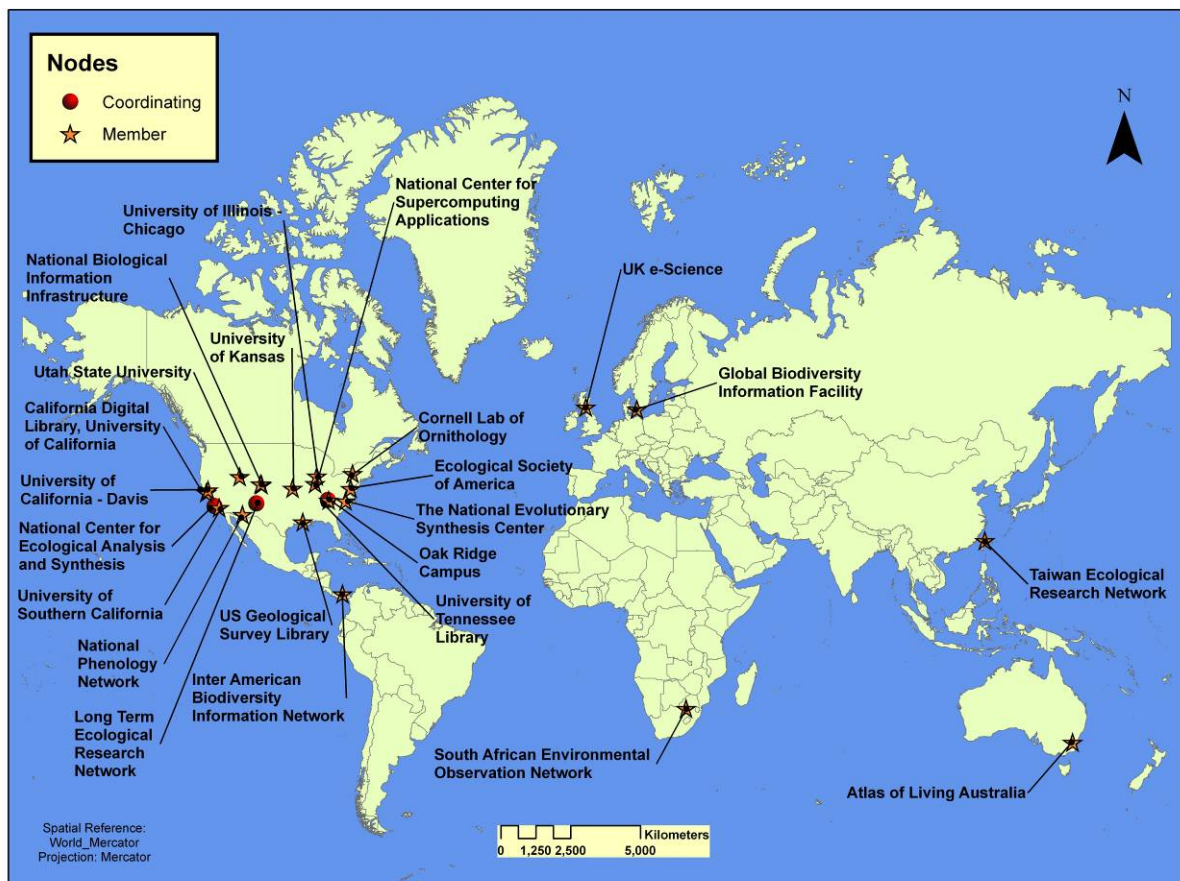 Nodes
Coordinating
Member
N
National Center for
Supercomputing
Applications
University of Illinois -
Chicago
National Biological
Information
Infrastructure
University
of Kansas
Utah State University
California Digital
Library, University
of California
University of
California - Davis
National Center for
Ecological Analysis
and Synthesis
University of
Southern California
National
Phenology
Network
Long Term
Ecological
Research
Network
US Geological
Survey Library
Inter American
Biodiversity
Information Network
Cornell Lab of
Ornithology
Ecological Society
of America
The National Evolutionary
Synthesis Center
Oak Ridge
Campus
University of
Tennessee
Library
UK e-Science
Global Biodiversity
Information Facility
Taiwan Ecological
Research Network
South African Environmental
Observation Network
Atlas of Living Australia
Spatial Reference:
World_Mercator
Projection: Mercator
Kilometers
0 1,250 2,500 5,000